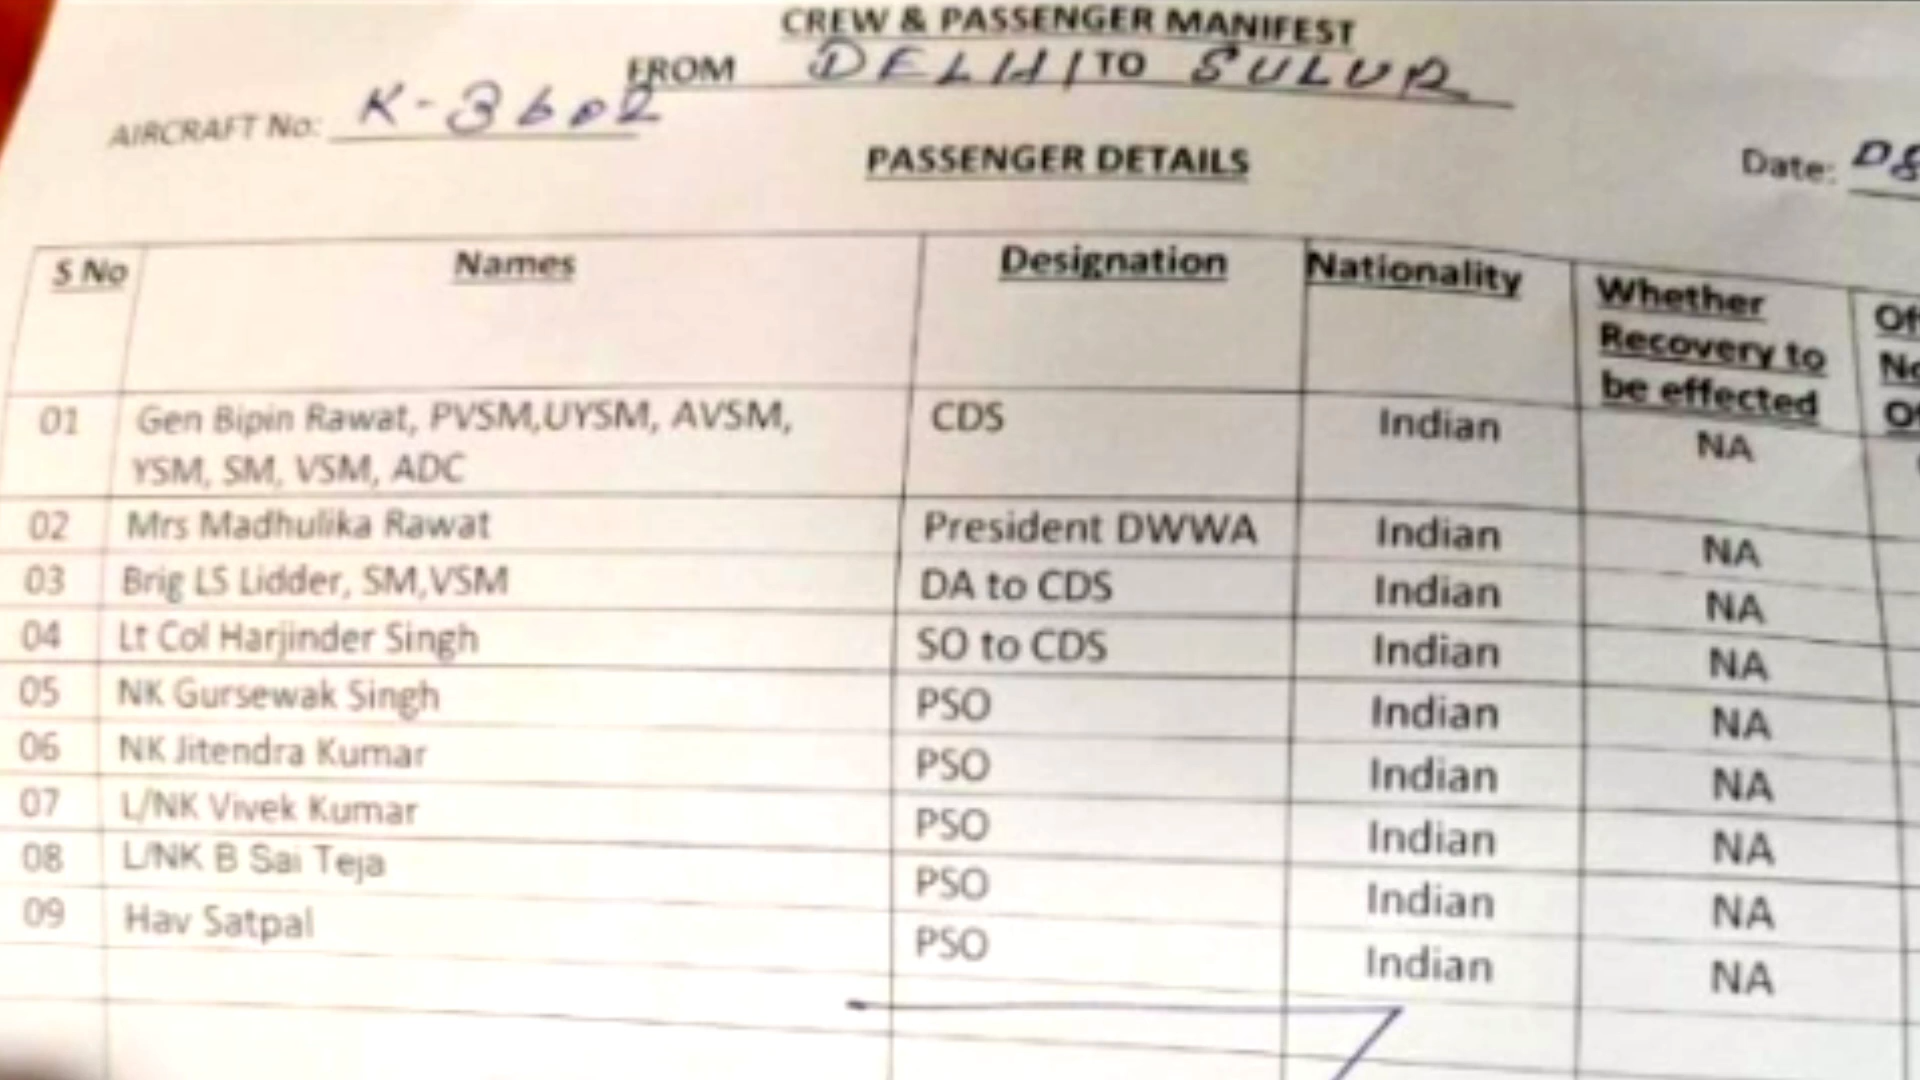 CREW & PASSENGER MANIFEST
FROM DELHI TO SULUR
AIRCRAFT No: K-3602
PASSENGER DETAILS
Date: 08
S No Names Designation Nationality Whether Recovery to be effected
01 Gen Bipin Rawat, PVSM,UYSM, AVSM, CDS Indian NA
YSM, SM, VSM, ADC
02 Mrs Madhulika Rawat President DWWA Indian NA
03 Brig LS Lidder, SM,VSM DA to CDS Indian NA
04 Lt Col Harjinder Singh SO to CDS Indian NA
05 NK Gursewak Singh PSO Indian NA
06 NK Jitendra Kumar PSO Indian NA
07 L/NK Vivek Kumar PSO Indian NA
08 L/NK B Sai Teja PSO Indian NA
09 Hav Satpal PSO Indian NA